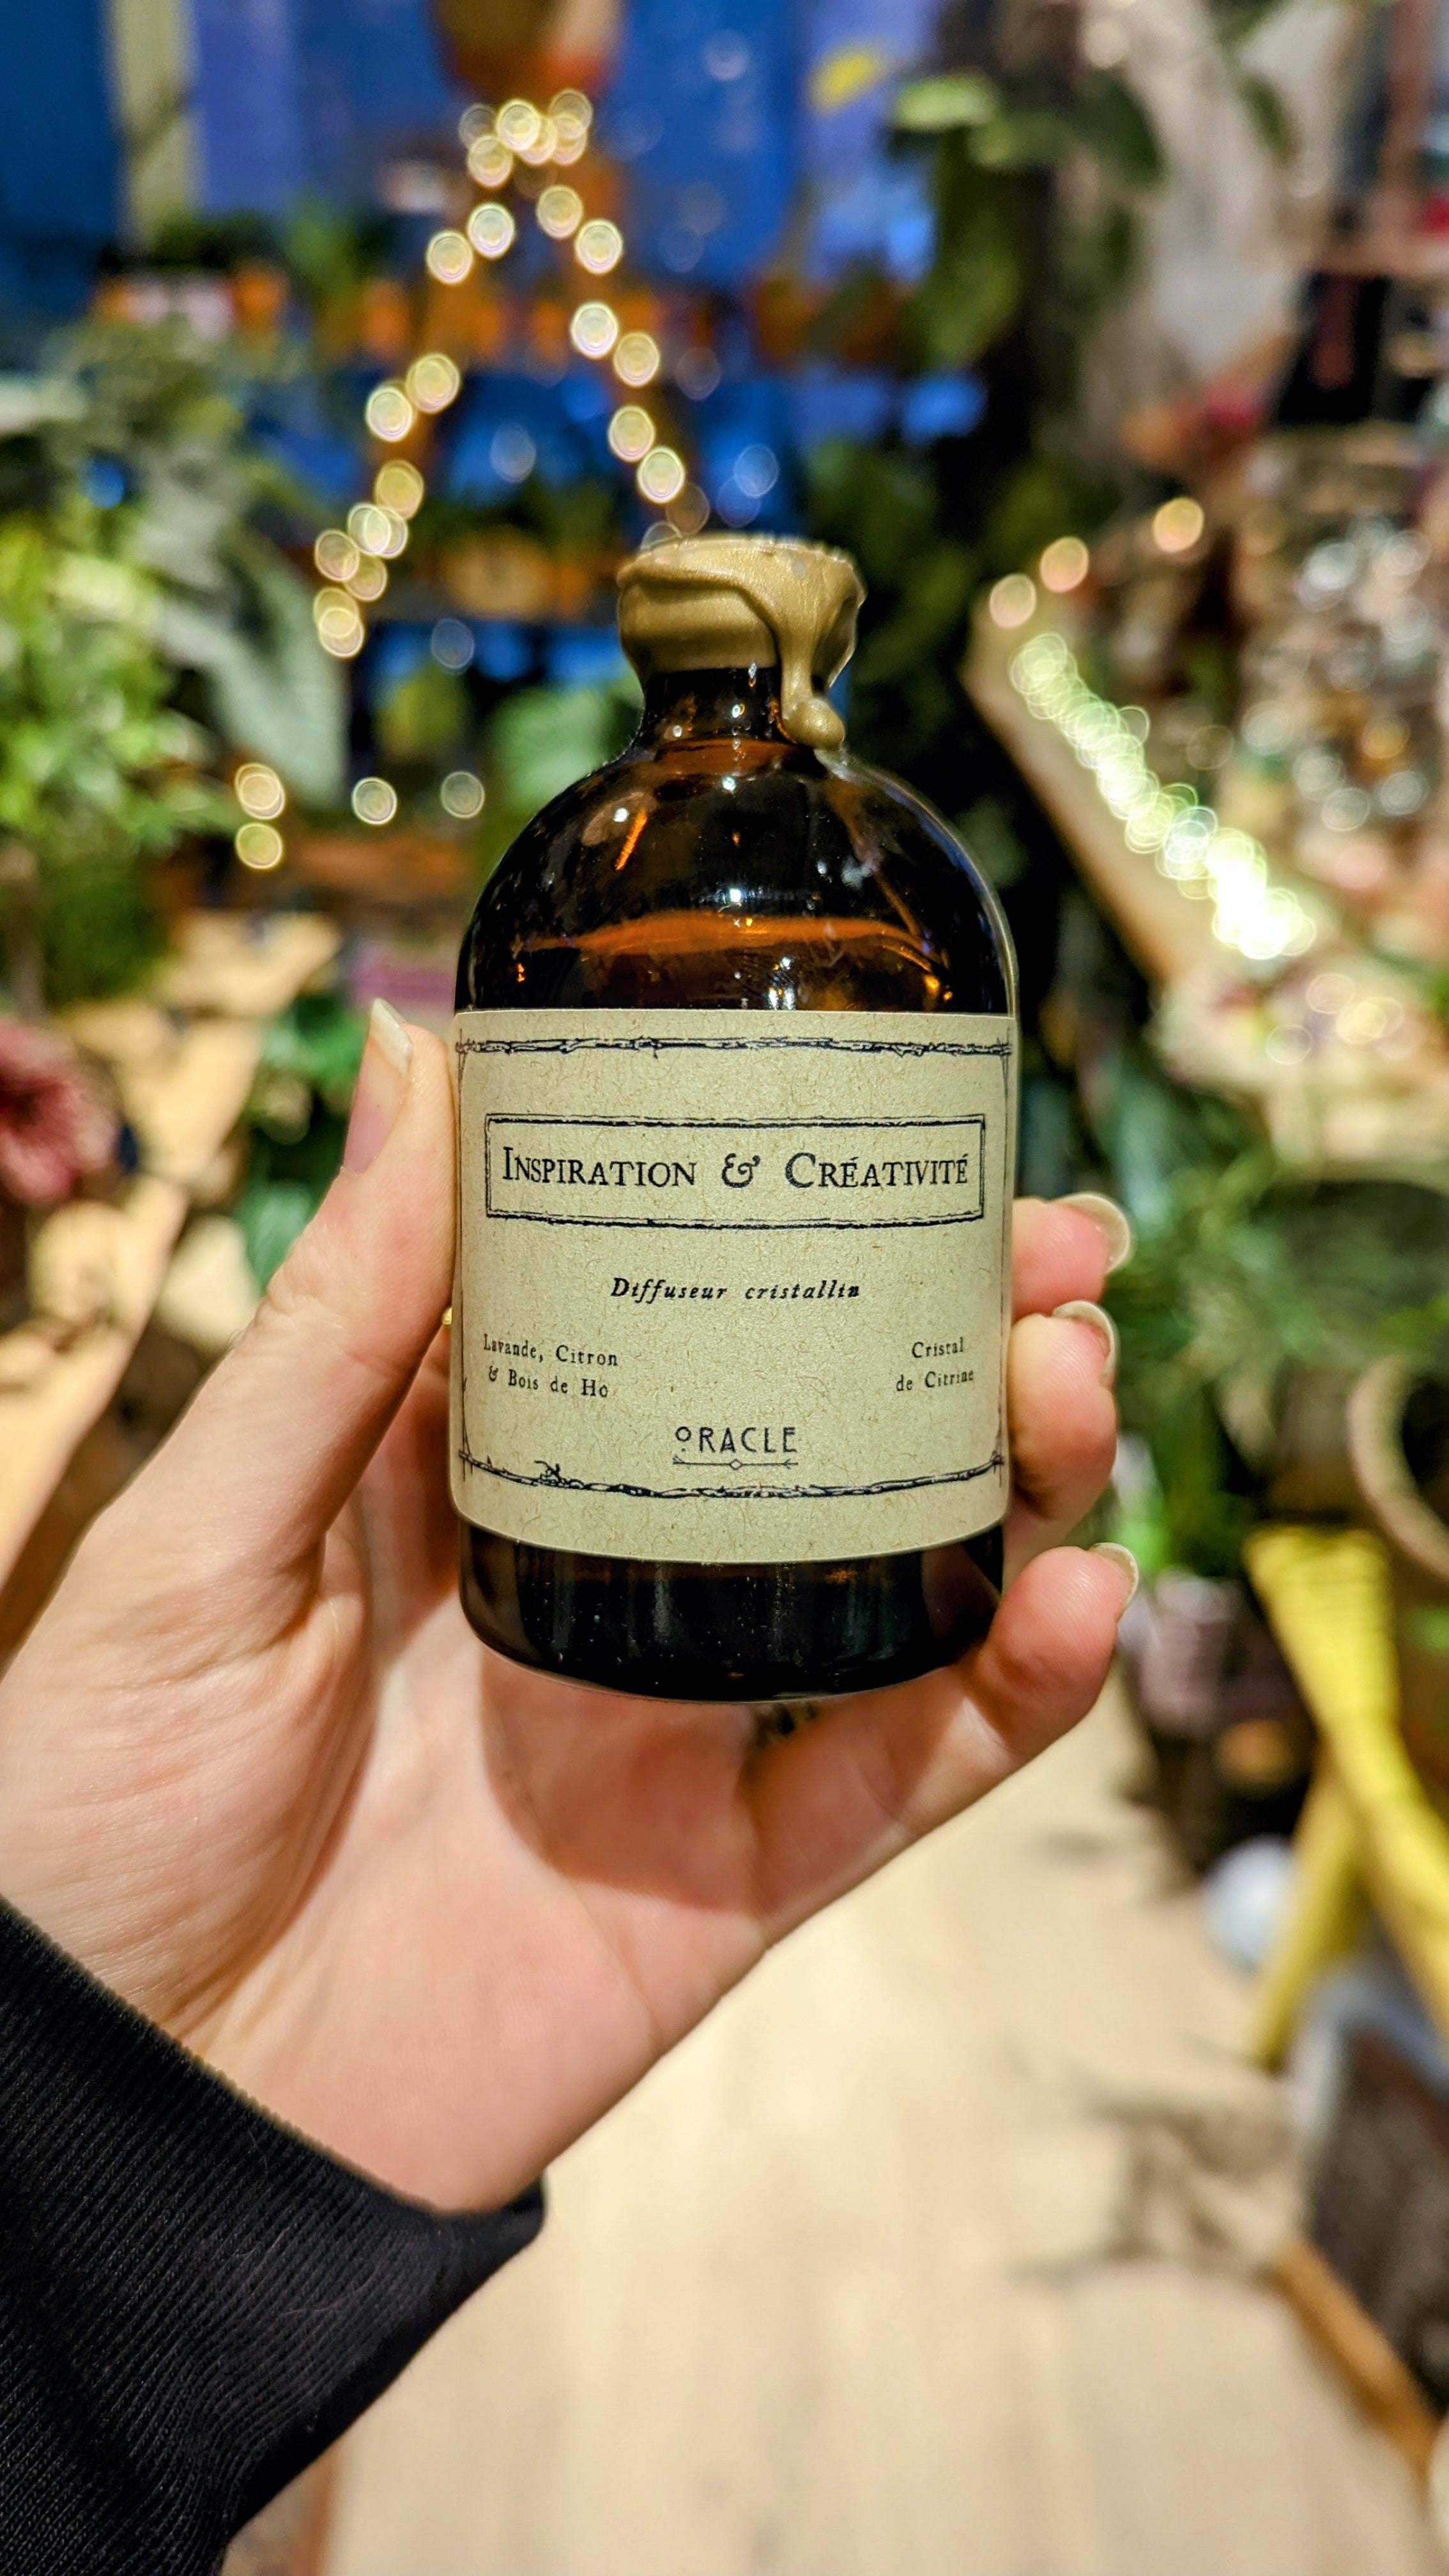 Inspiration & Créativité
Diffuseur cristallin
Lavande, Citron
& Bois de Ho
Cristal
de Citrine
ORACLE